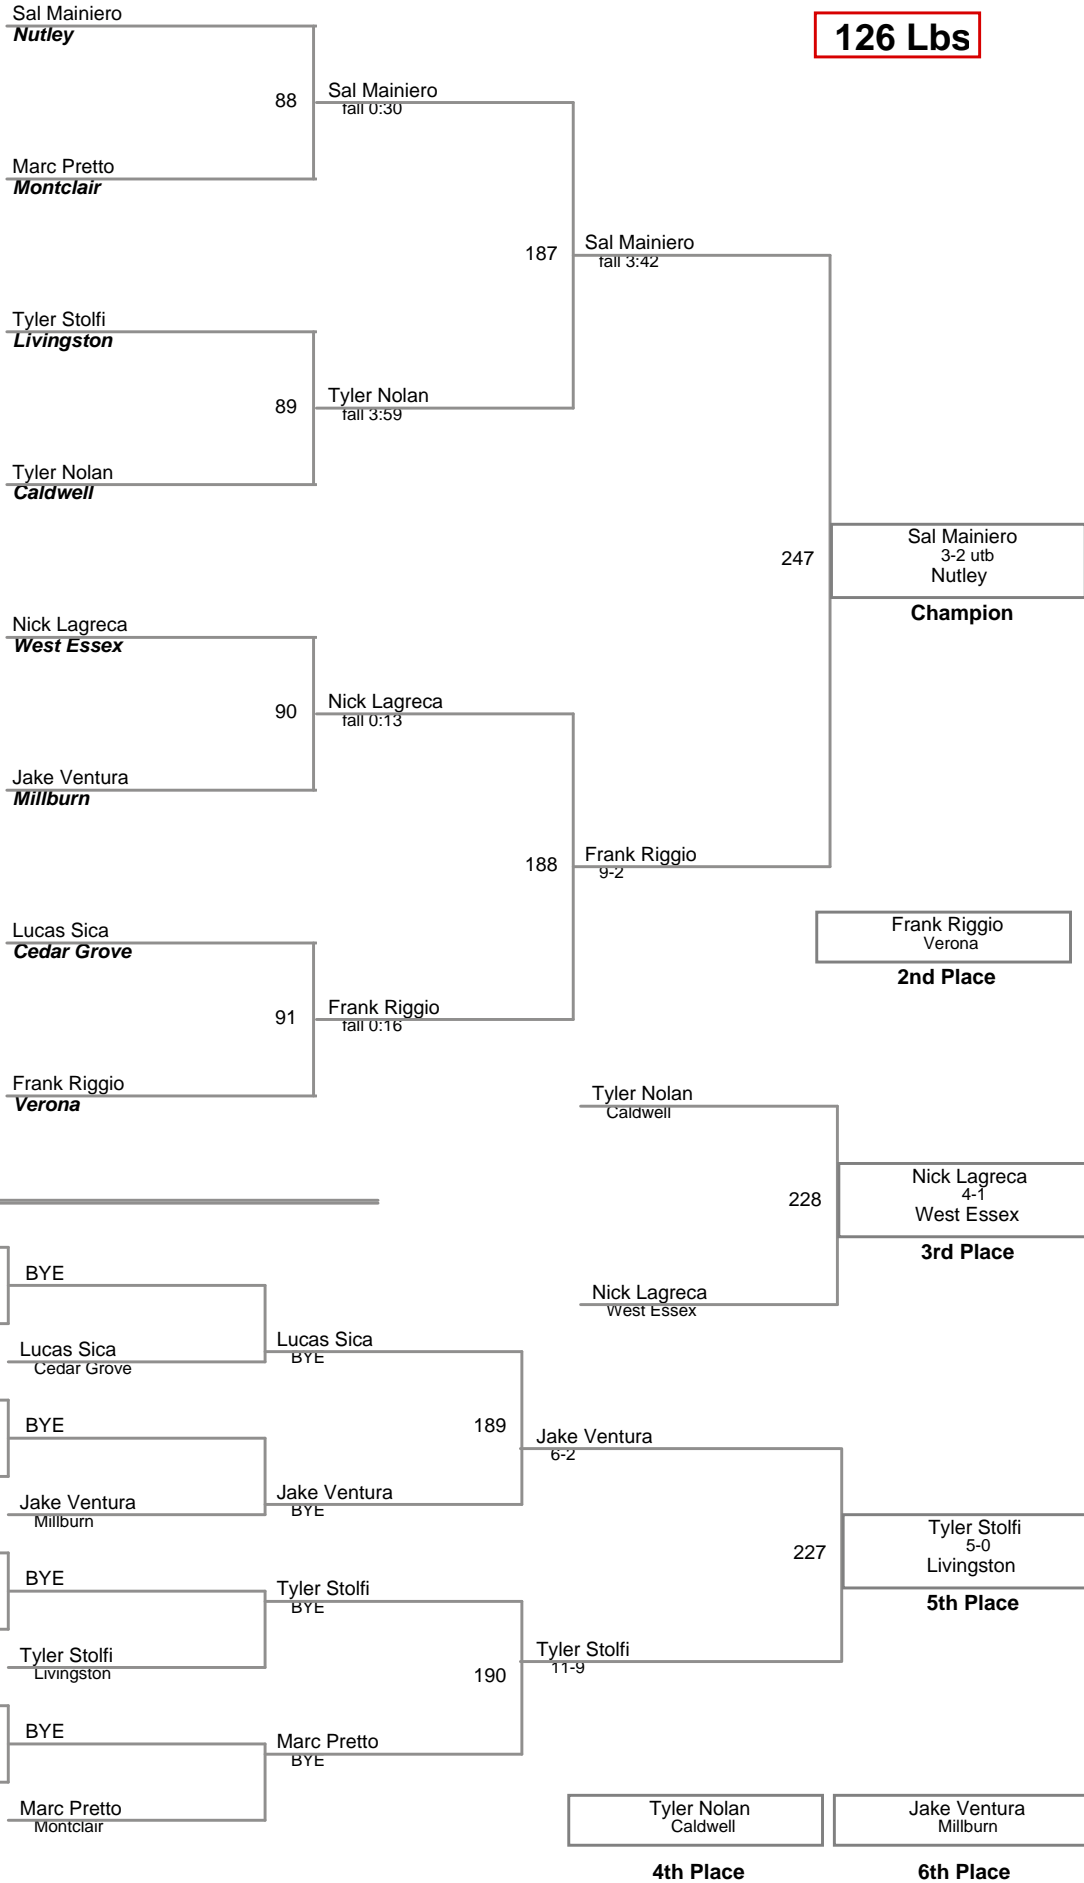 Sal Mainiero
Nutley
126 Lbs
88
Sal Mainiero
fall 0:30
Marc Pretto
Montclair
187
Sal Mainiero
fall 3:42
Tyler Stolfi
Livingston
89
Tyler Nolan
fall 3:59
Tyler Nolan
Caldwell
247
Sal Mainiero
3-2 utb
Nutley
Champion
Nick Lagreca
West Essex
90
Nick Lagreca
fall 0:13
Jake Ventura
Millburn
188
Frank Riggio
9-2
Lucas Sica
Cedar Grove
Frank Riggio
Verona
2nd Place
91
Frank Riggio
fall 0:16
Frank Riggio
Verona
Tyler Nolan
Caldwell
228
Nick Lagreca
4-1
West Essex
3rd Place
Nick Lagreca
West Essex
BYE
Lucas Sica
Cedar Grove
Lucas Sica
BYE
BYE
189
Jake Ventura
6-2
Jake Ventura
Millburn
Jake Ventura
BYE
227
Tyler Stolfi
5-0
Livingston
5th Place
BYE
Tyler Stolfi
BYE
Tyler Stolfi
Livingston
190
Tyler Stolfi
11-9
BYE
Marc Pretto
BYE
Marc Pretto
Montclair
Tyler Nolan
Caldwell
4th Place
Jake Ventura
Millburn
6th Place